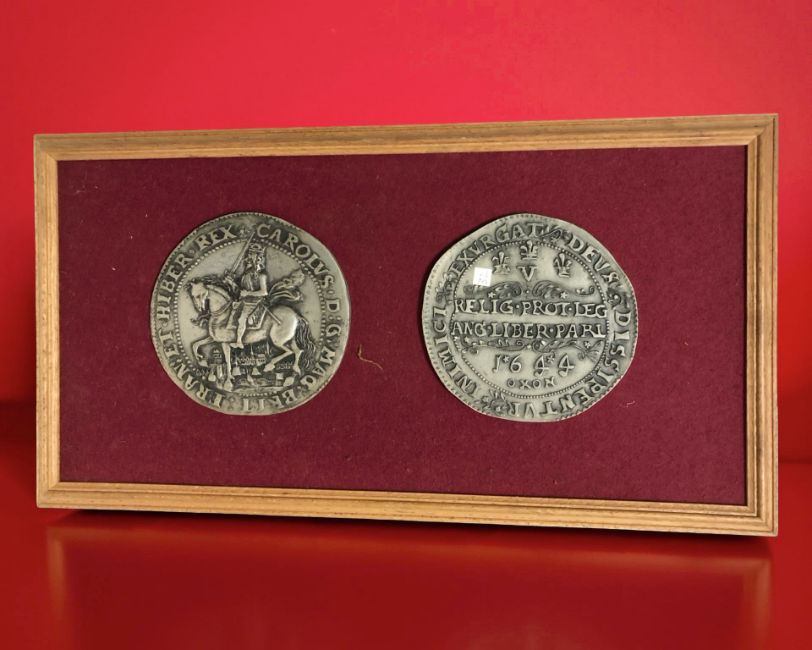 CAROLVS · D : G : MAG : BRIT : FRAN · ET · HIBER · REX
EXVRGAT · DEVS · DISSIPENTVR · INIMICI
V
RELIG · PROT · LEG
ANG · LIBER · PARL
1644
OXON